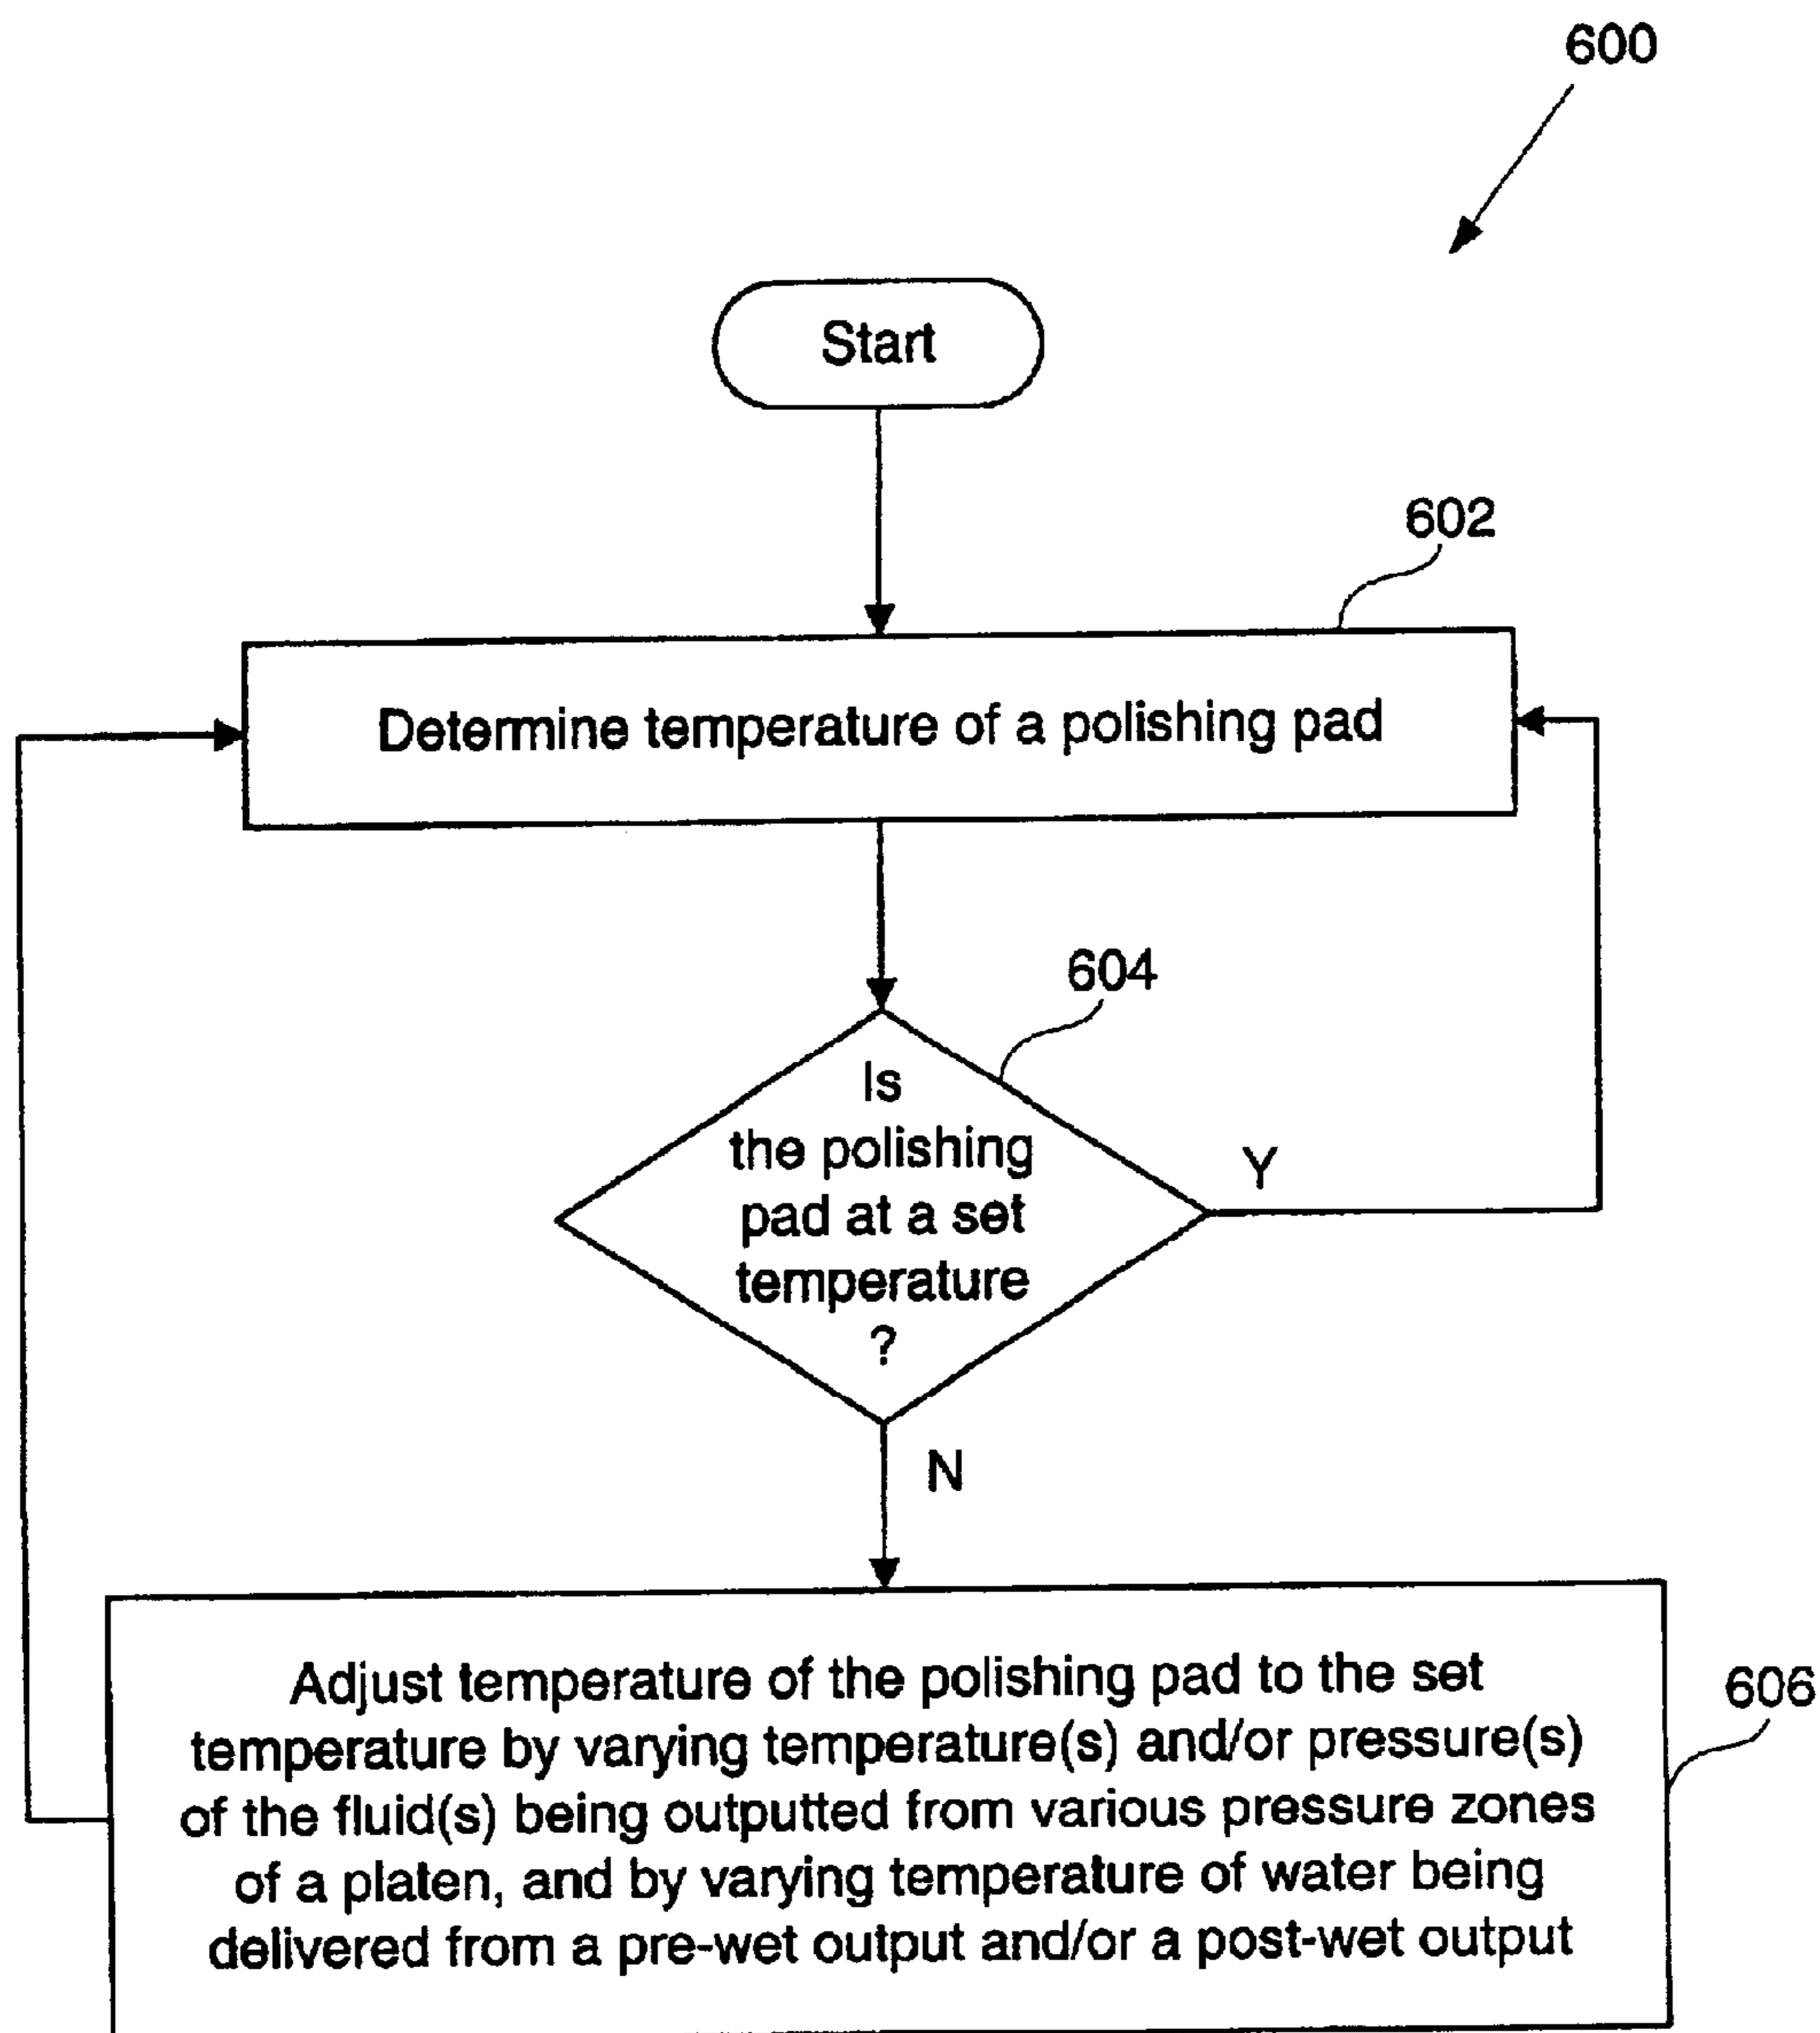 600
Start
602
Determine temperature of a polishing pad
604
Is
the polishing
pad at a set
temperature
?
Y
N
Adjust temperature of the polishing pad to the set
temperature by varying temperature(s) and/or pressure(s)
of the fluid(s) being outputted from various pressure zones
of a platen, and by varying temperature of water being
delivered from a pre-wet output and/or a post-wet output
606